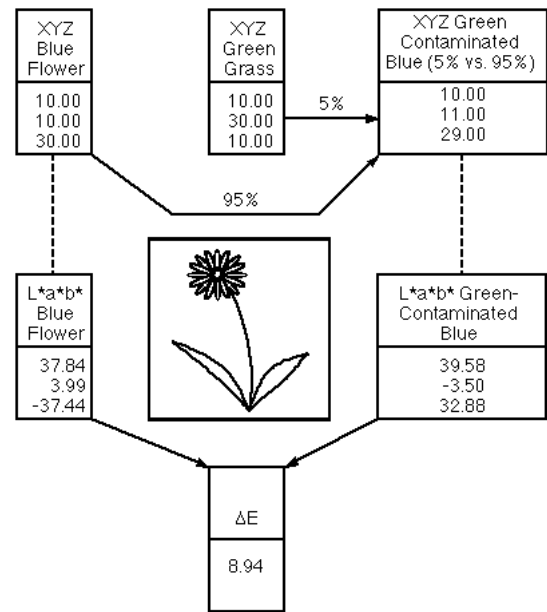 XYZ
Blue
Flower
10.00
10.00
30.00
XYZ
Green
Grass
10.00
30.00
10.00
5%
XYZ Green
Contaminated
Blue (5% vs. 95%)
10.00
11.00
29.00
95%
L*a*b*
Blue
Flower
37.84
3.99
-37.44
L*a*b* Green-
Contaminated
Blue
39.58
-3.50
32.88
ΔE
8.94